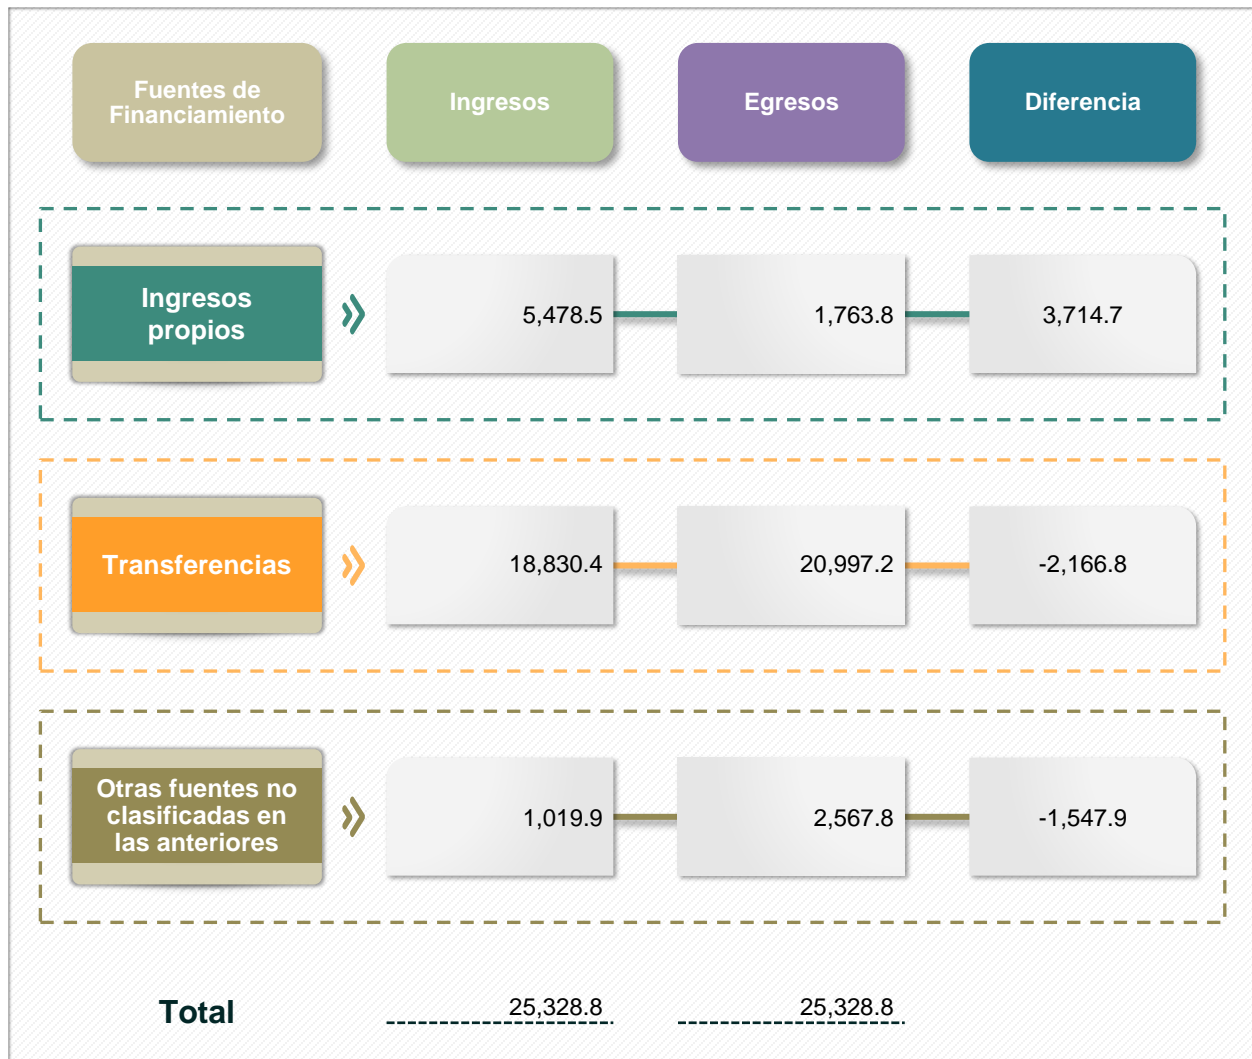 Fuentes de
Financiamiento
Ingresos
Egresos
Diferencia
Ingresos
propios
5,478.5
1,763.8
3,714.7
Transferencias
18,830.4
20,997.2
-2,166.8
Otras fuentes no
clasificadas en
las anteriores
1,019.9
2,567.8
-1,547.9
Total
25,328.8
25,328.8